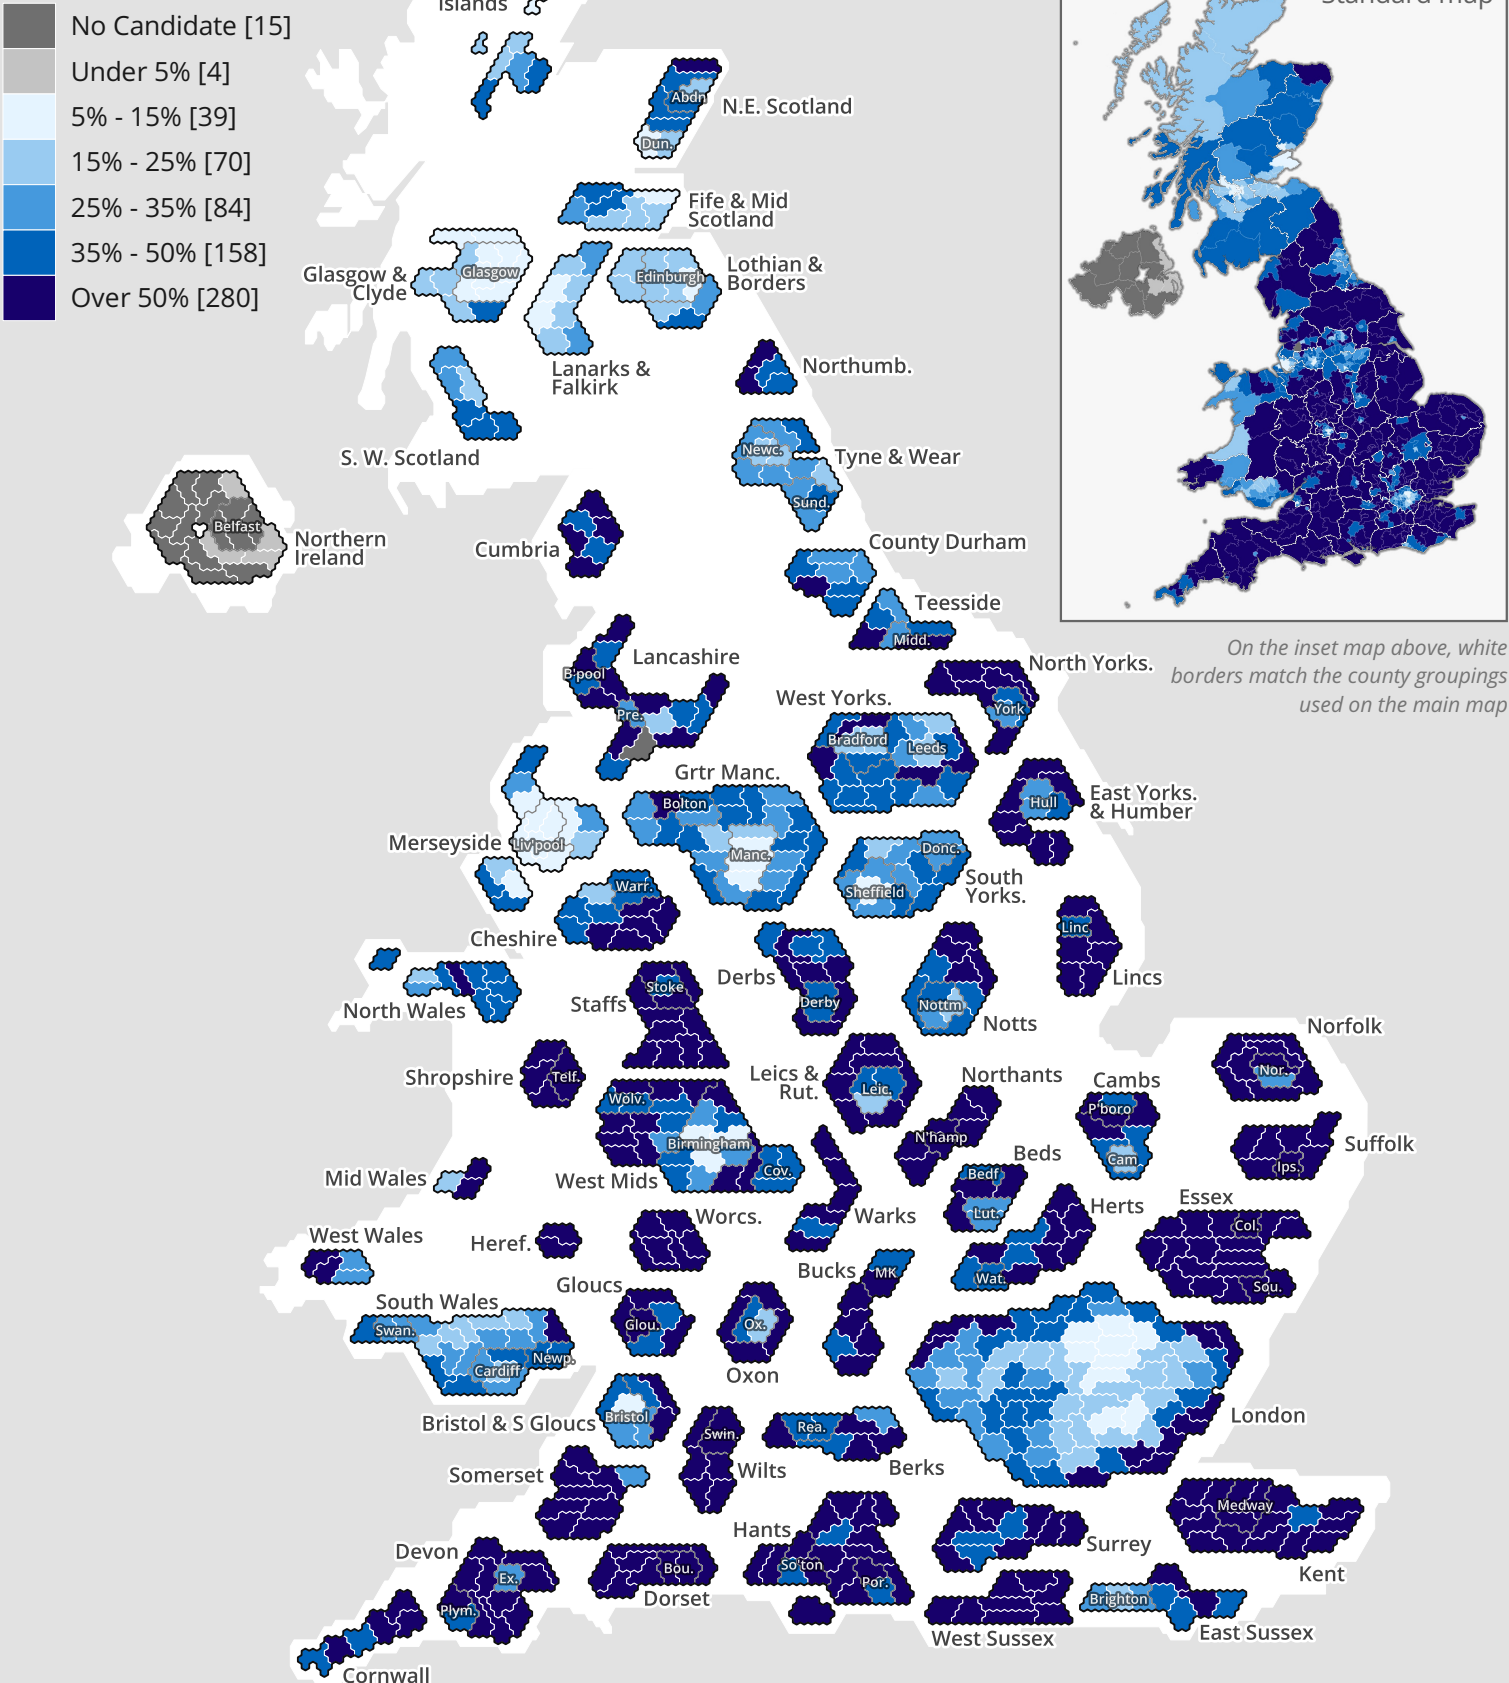 Islands
Standard map
No Candidate [15]
Under 5% [4]
5% - 15% [39]
15% - 25% [70]
25% - 35% [84]
35% - 50% [158]
Over 50% [280]
Abdn
N.E. Scotland
Dun.
Fife & Mid
Scotland
Glasgow &
Clyde
Glasgow
Edinburgh
Lothian &
Borders
Lanarks &
Falkirk
Northumb.
S. W. Scotland
Newc.
Tyne & Wear
Sund.
Belfast
Northern
Ireland
Cumbria
County Durham
Teesside
Midd.
On the inset map above, white
borders match the county groupings
used on the main map
Lancashire
B'pool
Pre.
North Yorks.
York
West Yorks.
Bradford
Leeds
Grtr Manc.
Bolton
Manc.
East Yorks.
& Humber
Hull
Merseyside
Liv'pool
Donc.
Sheffield
South
Yorks.
Warr.
Cheshire
Linc
Lincs
North Wales
Staffs
Stoke
Derbs
Derby
Nottm
Notts
Norfolk
Nor.
Shropshire
Telf.
Leics &
Rut.
Leic.
Northants
N'hamp
Cambs
P'boro
Cam
Wolv.
Birmingham
Cov.
West Mids
Suffolk
Ips.
Mid Wales
Beds
Bedf
Lut.
Herts
Wat.
Essex
Col.
Sou.
Worcs.
Warks
West Wales
Heref.
Bucks
MK
Gloucs
Glou.
Ox.
Oxon
South Wales
Swan.
Newp.
Cardiff
Bristol & S Gloucs
Bristol
London
Swin.
Wilts
Rea.
Berks
Somerset
Medway
Kent
Hants
So'ton
Por.
Surrey
Devon
Ex.
Plym.
Bou.
Dorset
West Sussex
Brighton
East Sussex
Cornwall